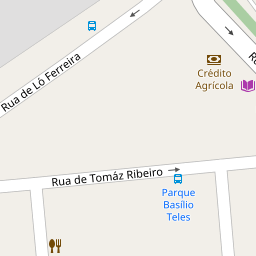 Rua de Ló Ferreira
Crédito
Agrícola
Rua de Tomáz Ribeiro
Parque
Basílio
Teles